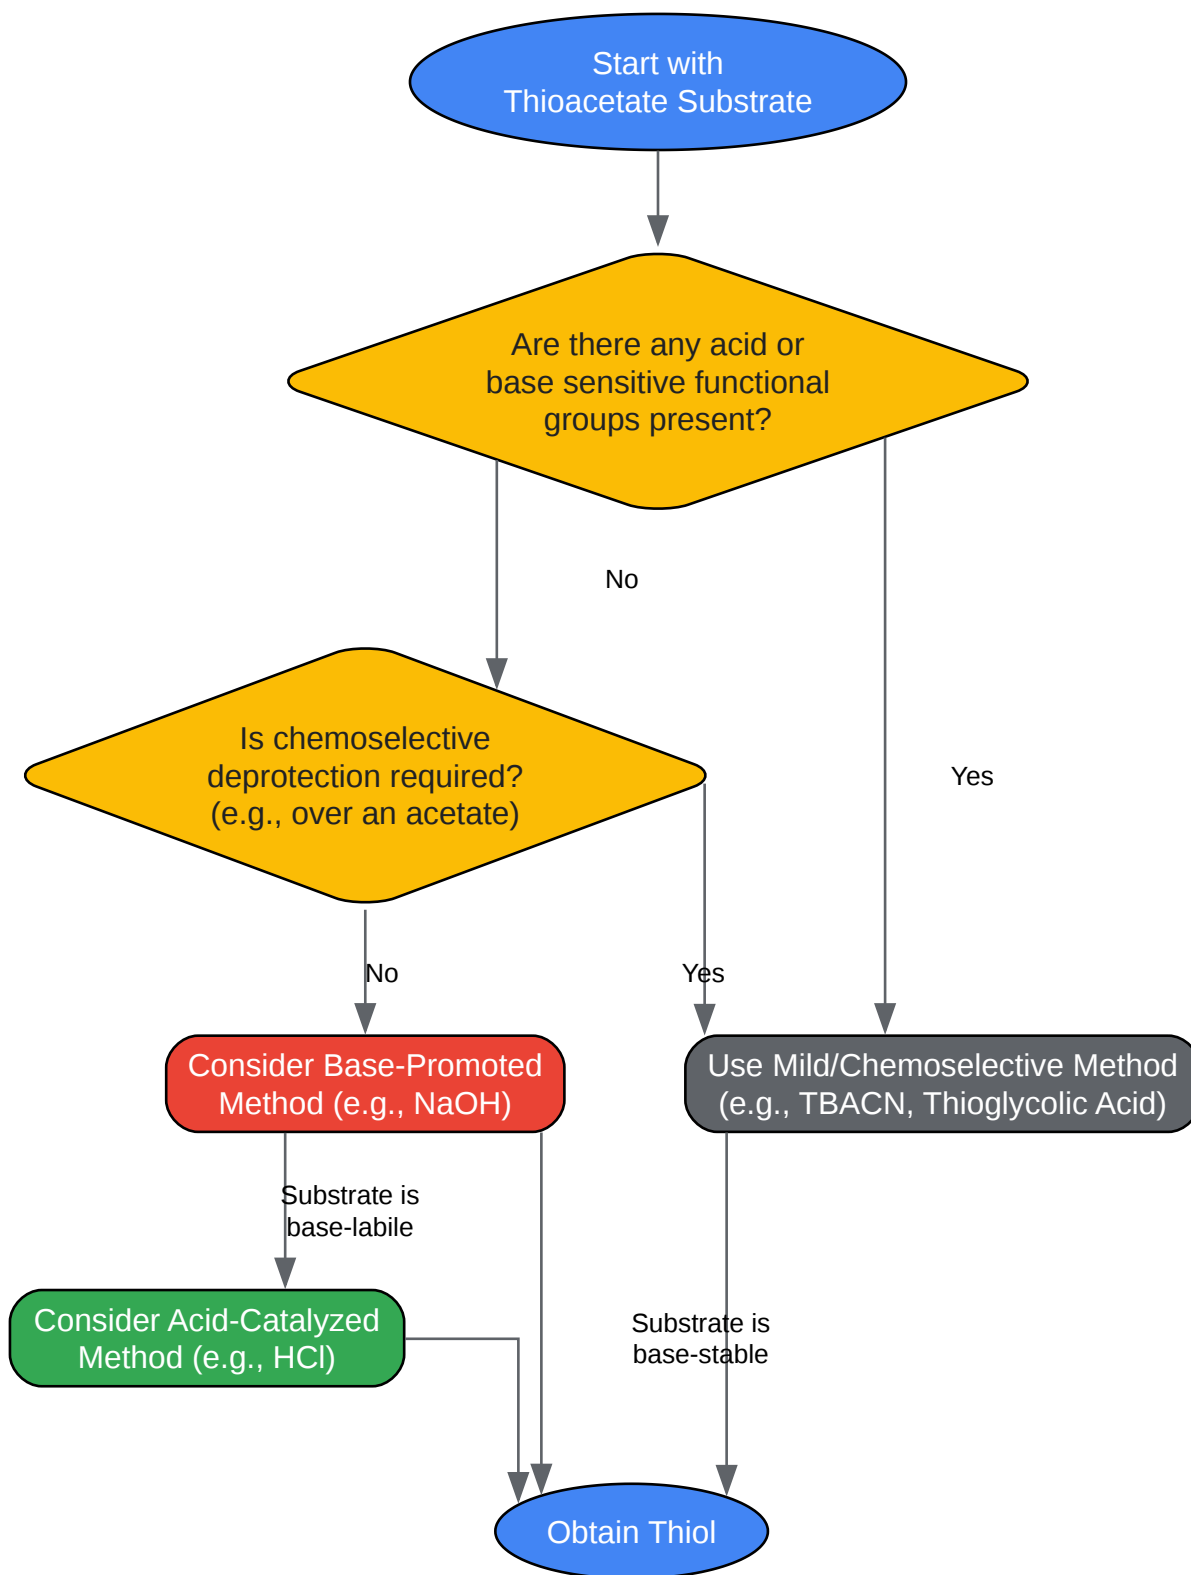 Start with
Thioacetate Substrate
Are there any acid or
base sensitive functional
groups present?
No
Is chemoselective
deprotection required?
(e.g., over an acetate)
Yes
No
Yes
Consider Base-Promoted
Method (e.g., NaOH)
Use Mild/Chemoselective Method
(e.g., TBACN, Thioglycolic Acid)
Substrate is
base-labile
Consider Acid-Catalyzed
Method (e.g., HCl)
Substrate is
base-stable
Obtain Thiol